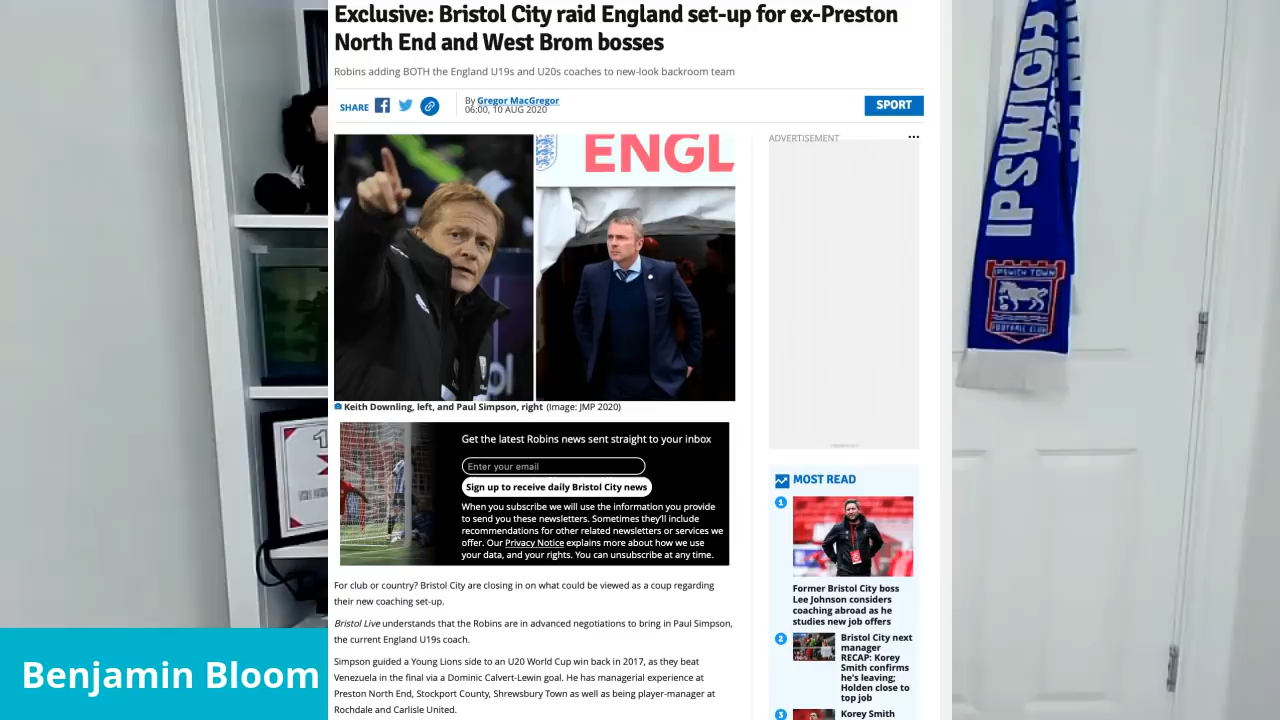 Exclusive: Bristol City raid England set-up for ex-Preston
North End and West Brom bosses
Robins adding BOTH the England U19s and U20s coaches to new-look backroom team
SHARE
By Gregor MacGregor
06:00, 10 AUG 2020
SPORT
ADVERTISEMENT
ENGL
Keith Downling, left, and Paul Simpson, right (Image: JMP 2020)
Get the latest Robins news sent straight to your inbox
Enter your email
Sign up to receive daily Bristol City news
When you subscribe we will use the information you provide
to send you these newsletters. Sometimes they'll include
recommendations for other related newsletters or services we
offer. Our Privacy Notice explains more about how we use
your data, and your rights. You can unsubscribe at any time.
For club or country? Bristol City are closing in on what could be viewed as a coup regarding
their new coaching set-up.
Bristol Live understands that the Robins are in advanced negotiations to bring in Paul Simpson,
the current England U19s coach.
Simpson guided a Young Lions side to an U20 World Cup win back in 2017, as they beat
Venezuela in the final via a Dominic Calvert-Lewin goal. He has managerial experience at
Preston North End, Stockport County, Shrewsbury Town as well as being player-manager at
Rochdale and Carlisle United.
MOST READ
1
Former Bristol City boss
Lee Johnson considers
coaching abroad as he
studies new job offers
2
Bristol City next
manager
RECAP: Korey
Smith confirms
he's leaving;
Holden close to
top job
3
Korey Smith
IPSWICH
IPSWICH TOWN
FOOTBALL CLUB
Benjamin Bloom